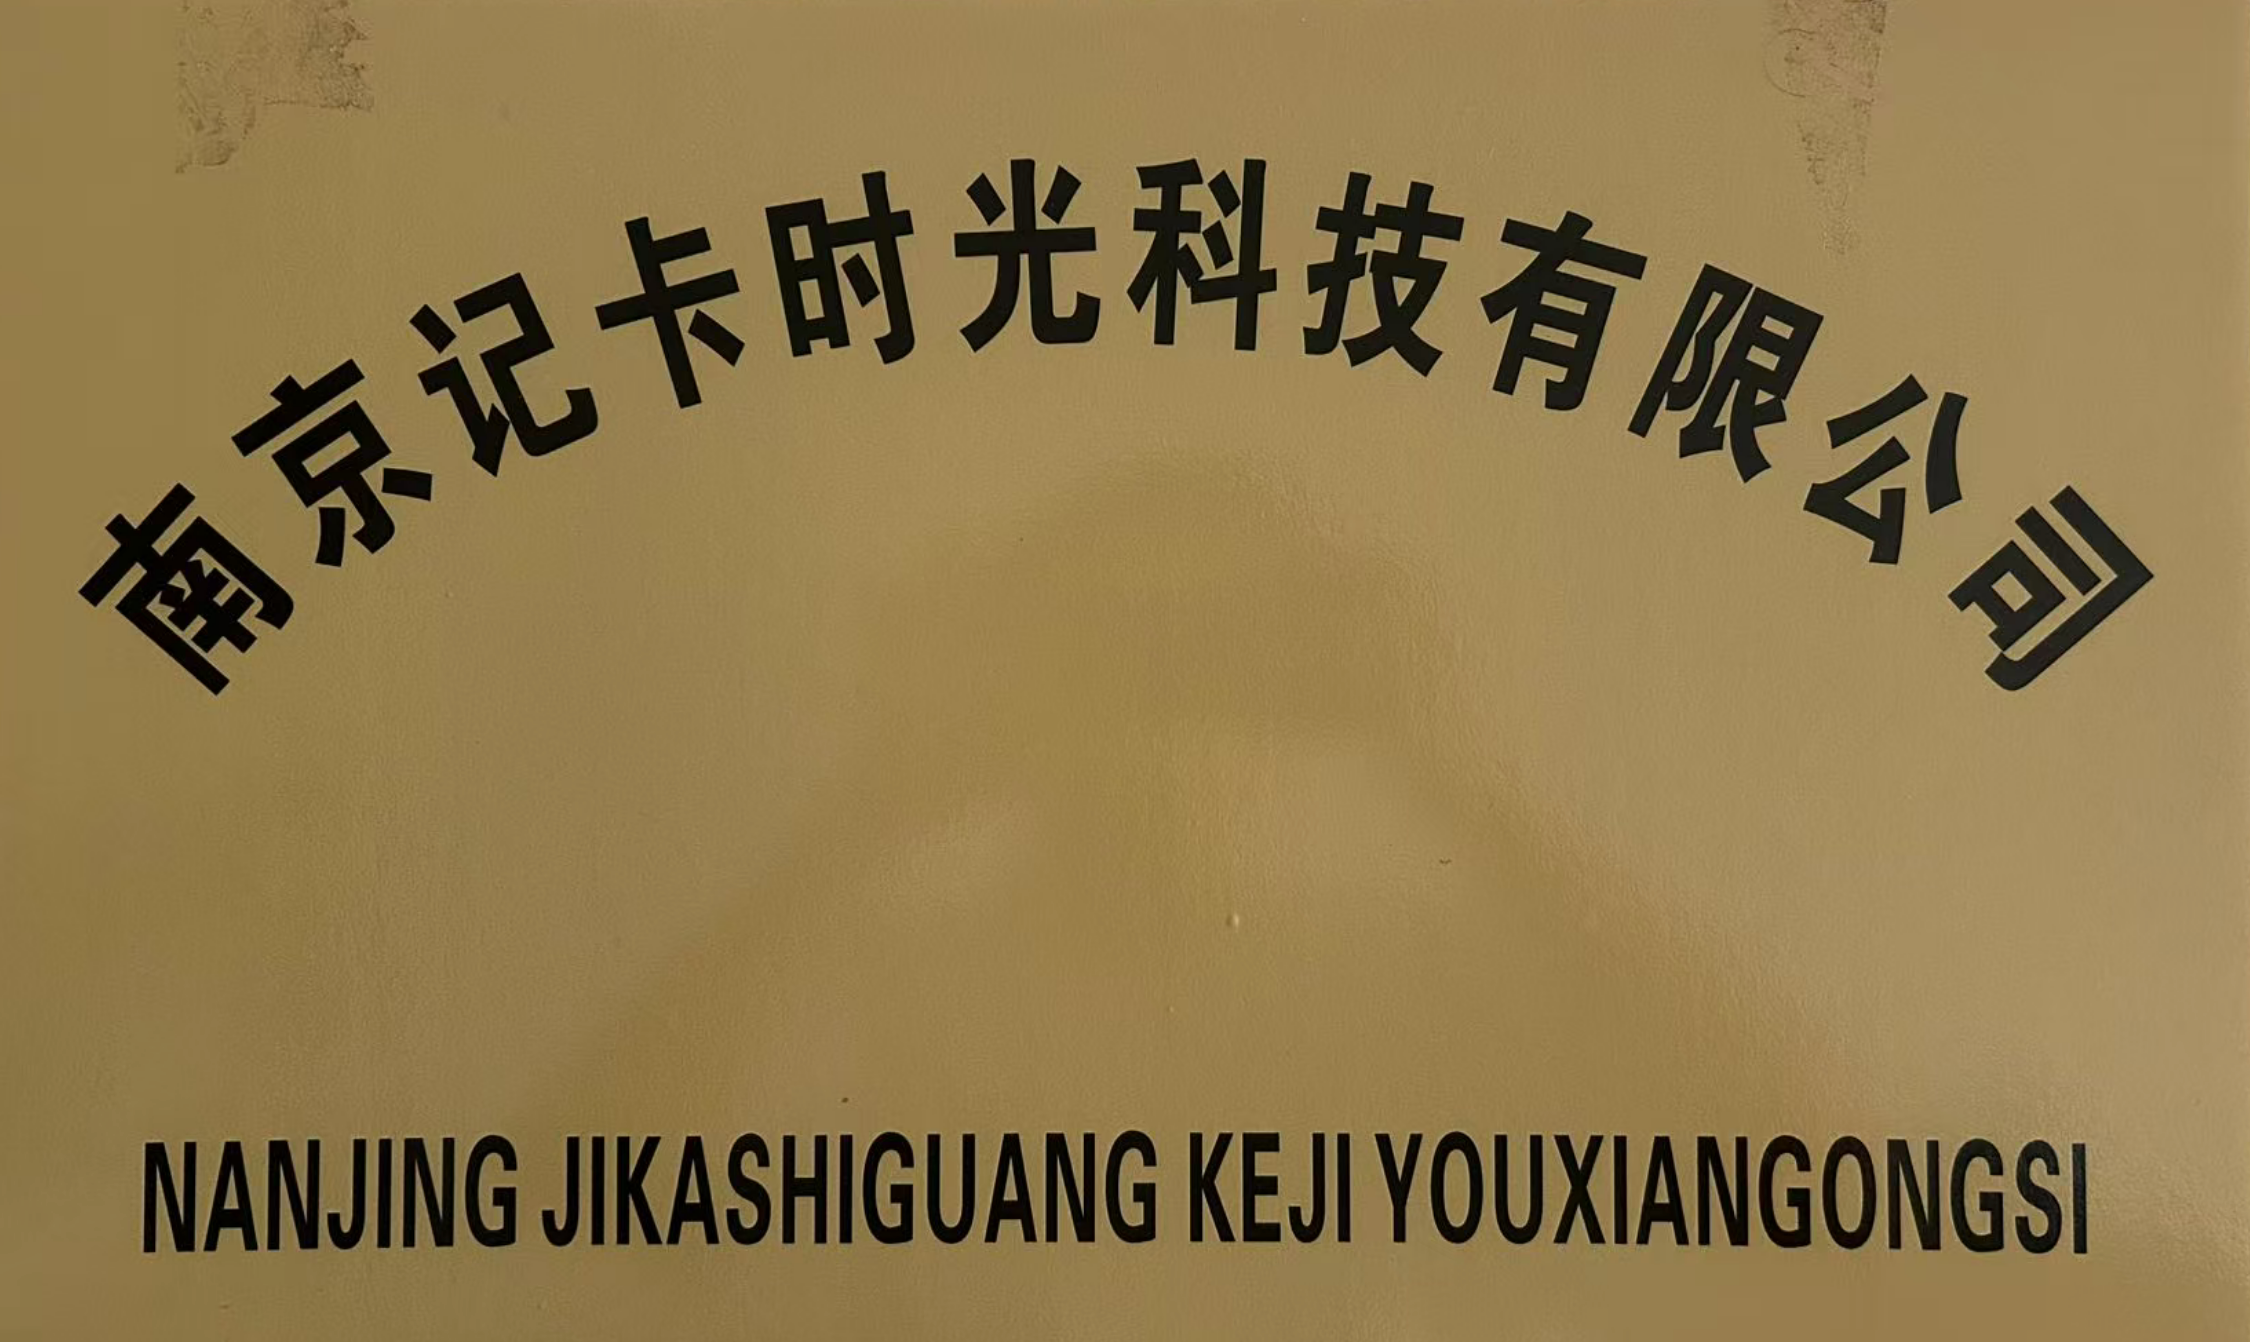 南京记卡时光科技有限公司
NANJING JIKASHIGUANG KEJI YOUXIANGONGSI